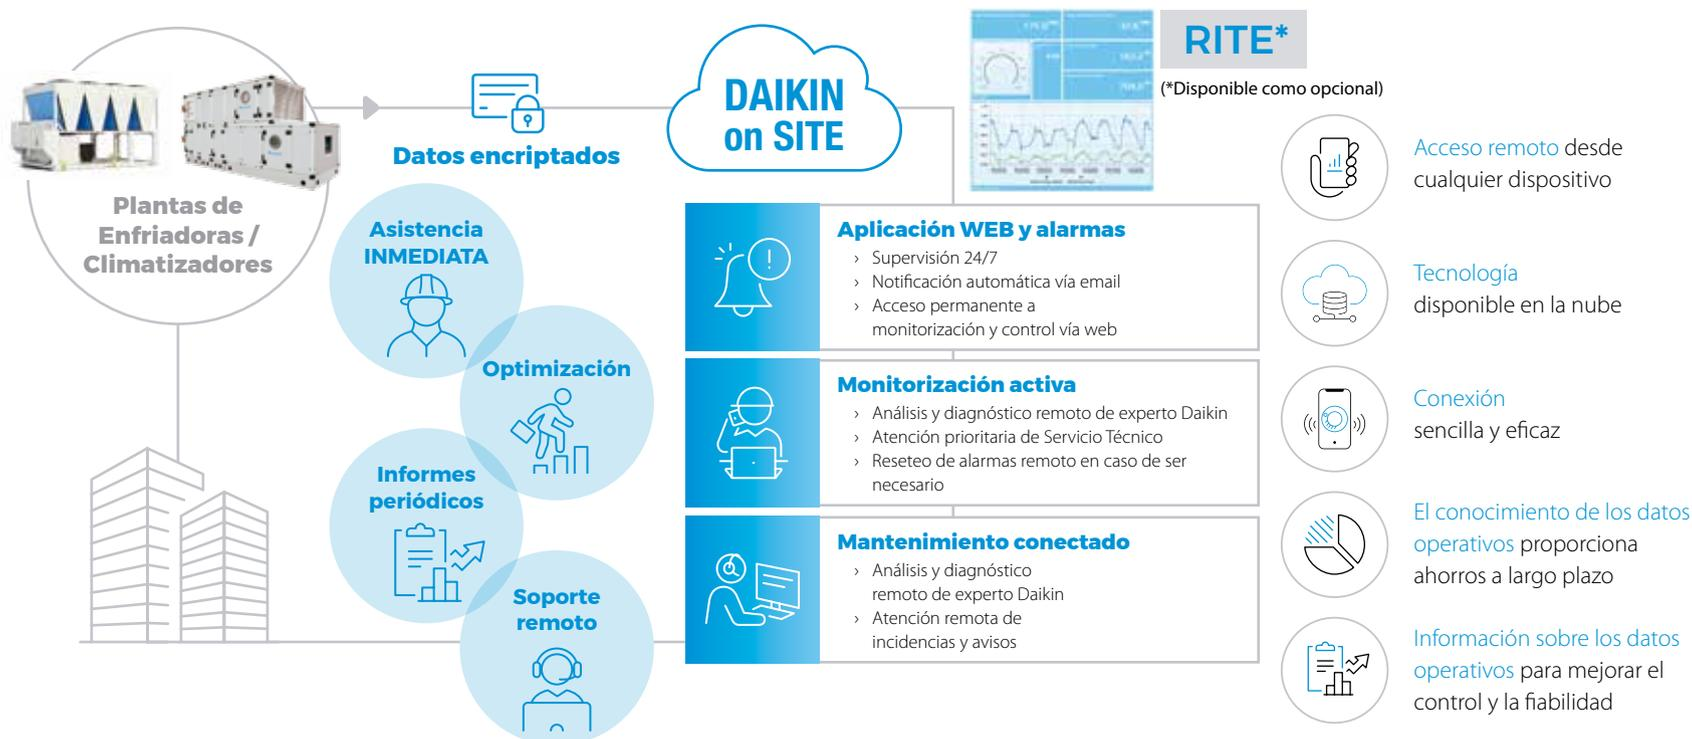 Plantas de
Enfriadoras /
Climatizadores
Datos encriptados
DAIKIN
on SITE
RITE*
(*Disponible como opcional)
Asistencia
INMEDIATA
Optimización
Informes
periódicos
Soporte
remoto
Aplicación WEB y alarmas
› Supervisión 24/7
› Notificación automática vía email
› Acceso permanente a
monitorización y control vía web
Monitorización activa
› Análisis y diagnóstico remoto de experto Daikin
› Atención prioritaria de Servicio Técnico
› Reseteo de alarmas remoto en caso de ser
necesario
Mantenimiento conectado
› Análisis y diagnóstico
remoto de experto Daikin
› Atención remota de
incidencias y avisos
Acceso remoto desde
cualquier dispositivo
Tecnología
disponible en la nube
Conexión
sencilla y eficaz
El conocimiento de los datos
operativos proporciona
ahorros a largo plazo
Información sobre los datos
operativos para mejorar el
control y la fiabilidad